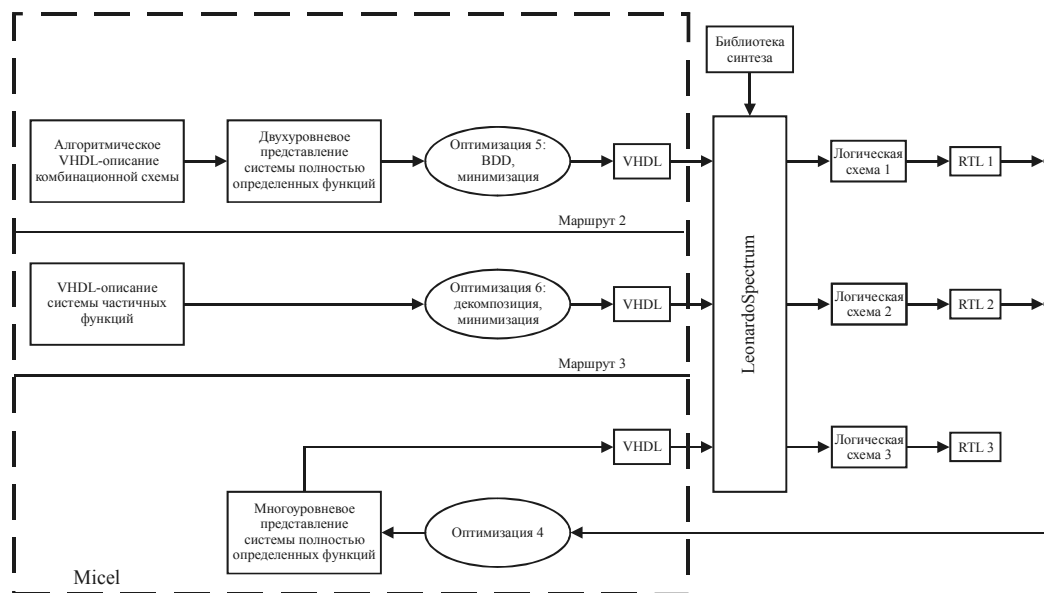 Библиотека
синтеза
Алгоритмическое
VHDL-описание
комбинационной схемы
Двухуровневое
представление
системы полностью
определенных функций
Оптимизация 5:
BDD,
минимизация
VHDL
LeonardoSpectrum
Логическая
схема 1
RTL 1
Маршрут 2
VHDL-описание
системы частичных
функций
Оптимизация 6:
декомпозиция,
минимизация
VHDL
Логическая
схема 2
RTL 2
Маршрут 3
VHDL
Логическая
схема 3
RTL 3
Многоуровневое
представление
системы полностью
определенных функций
Оптимизация 4
Micel